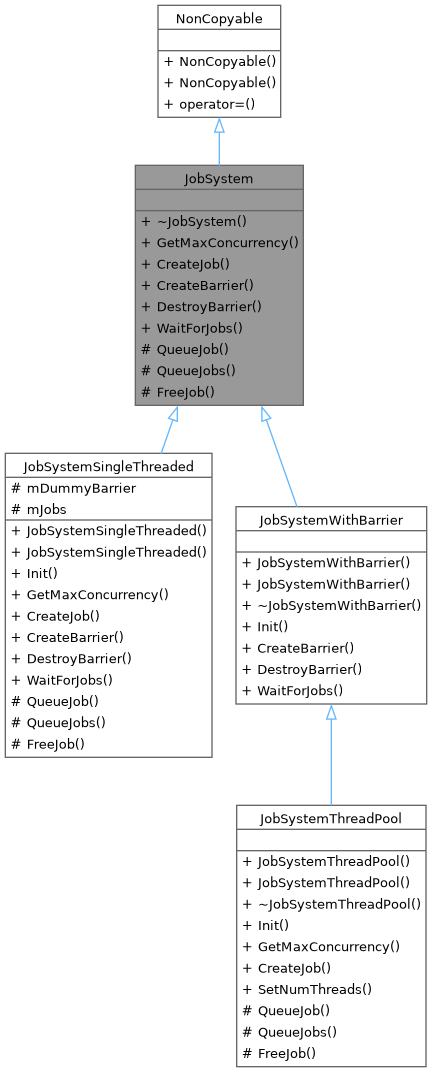 NonCopyable
+ NonCopyable()
+ NonCopyable()
+ operator=()
JobSystem
+ ~JobSystem()
+ GetMaxConcurrency()
+ CreateJob()
+ CreateBarrier()
+ DestroyBarrier()
+ WaitForJobs()
# QueueJob()
# QueueJobs()
# FreeJob()
JobSystemSingleThreaded
# mDummyBarrier
# mJobs
+ JobSystemSingleThreaded()
+ JobSystemSingleThreaded()
+ Init()
+ GetMaxConcurrency()
+ CreateJob()
+ CreateBarrier()
+ DestroyBarrier()
+ WaitForJobs()
# QueueJob()
# QueueJobs()
# FreeJob()
JobSystemWithBarrier
+ JobSystemWithBarrier()
+ JobSystemWithBarrier()
+ ~JobSystemWithBarrier()
+ Init()
+ CreateBarrier()
+ DestroyBarrier()
+ WaitForJobs()
JobSystemThreadPool
+ JobSystemThreadPool()
+ JobSystemThreadPool()
+ ~JobSystemThreadPool()
+ Init()
+ GetMaxConcurrency()
+ CreateJob()
+ SetNumThreads()
# QueueJob()
# QueueJobs()
# FreeJob()